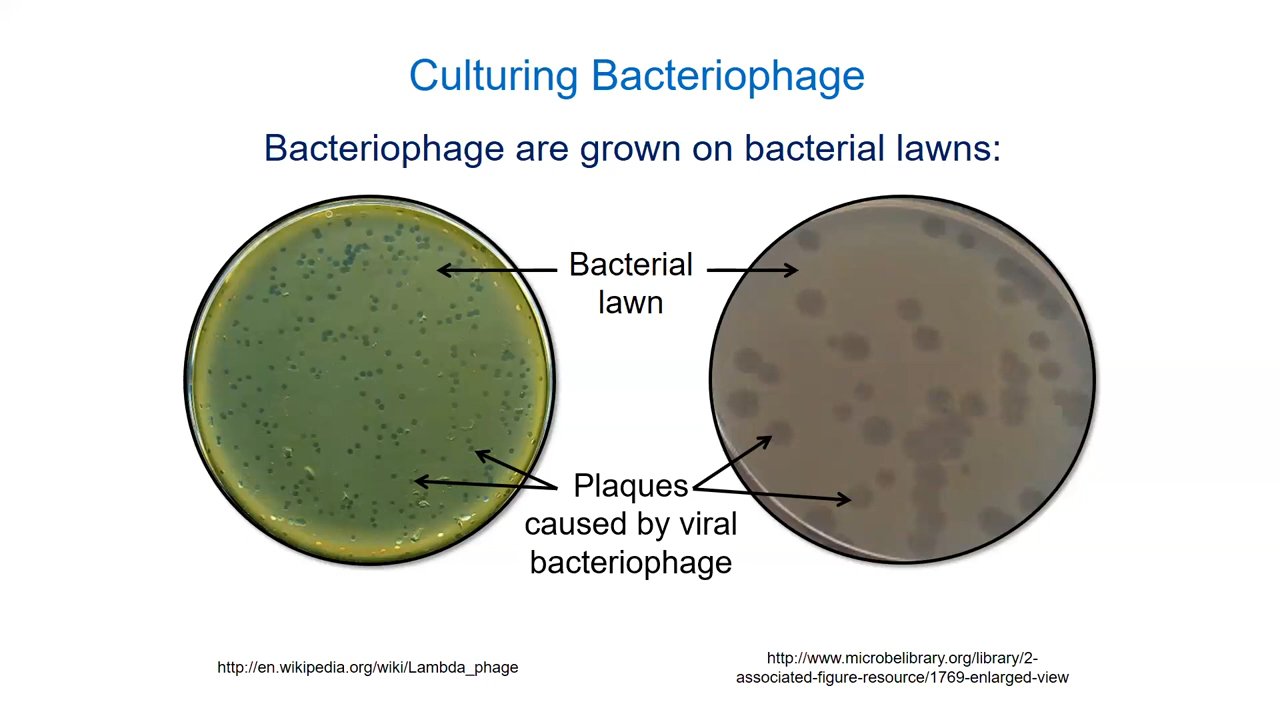 Culturing Bacteriophage
Bacteriophage are grown on bacterial lawns:
Bacterial
lawn
Plaques
caused by viral
bacteriophage
http://en.wikipedia.org/wiki/Lambda_phage
http://www.microbelibrary.org/library/2-
associated-figure-resource/1769-enlarged-view